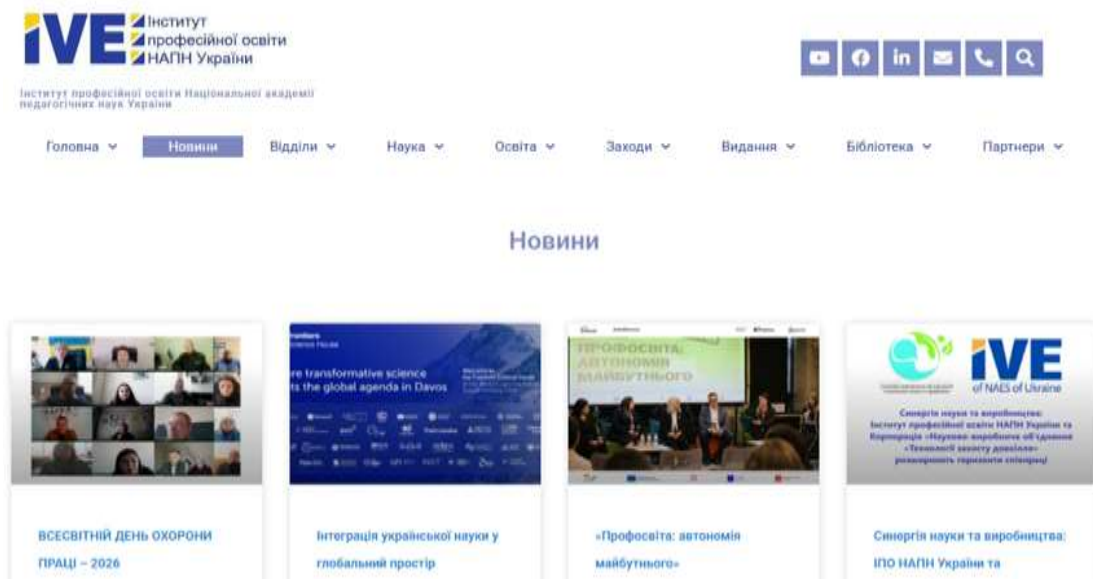 IVE
Інститут
професійної освіти
НАПН України
Інститут професійної освіти Національної академії
педагогічних наук України
Головна
Новини
Відділи
Наука
Освіта
Заходи
Видання
Бібліотека
Партнери
Новини
re transformative science
ts the global agenda in Davos
ПРОФОСВІТА:
АВТОНОМІЯ
МАЙБУТНЬОГО
IVE
of NAES of Ukraine
Синергія науки та виробництва:
Інститут професійної освіти НАПН України та
Корпорація «Науково-виробниче об'єднання
«Технології захисту довкілля»
розширюють горизонти співпраці
ВСЕСВІТНІЙ ДЕНЬ ОХОРОНИ
ПРАЦІ – 2026
Інтеграція української науки у
глобальний простір
«Профосвіта: автономія
майбутнього»
Синергія науки та виробництва:
ІПО НАПН України та